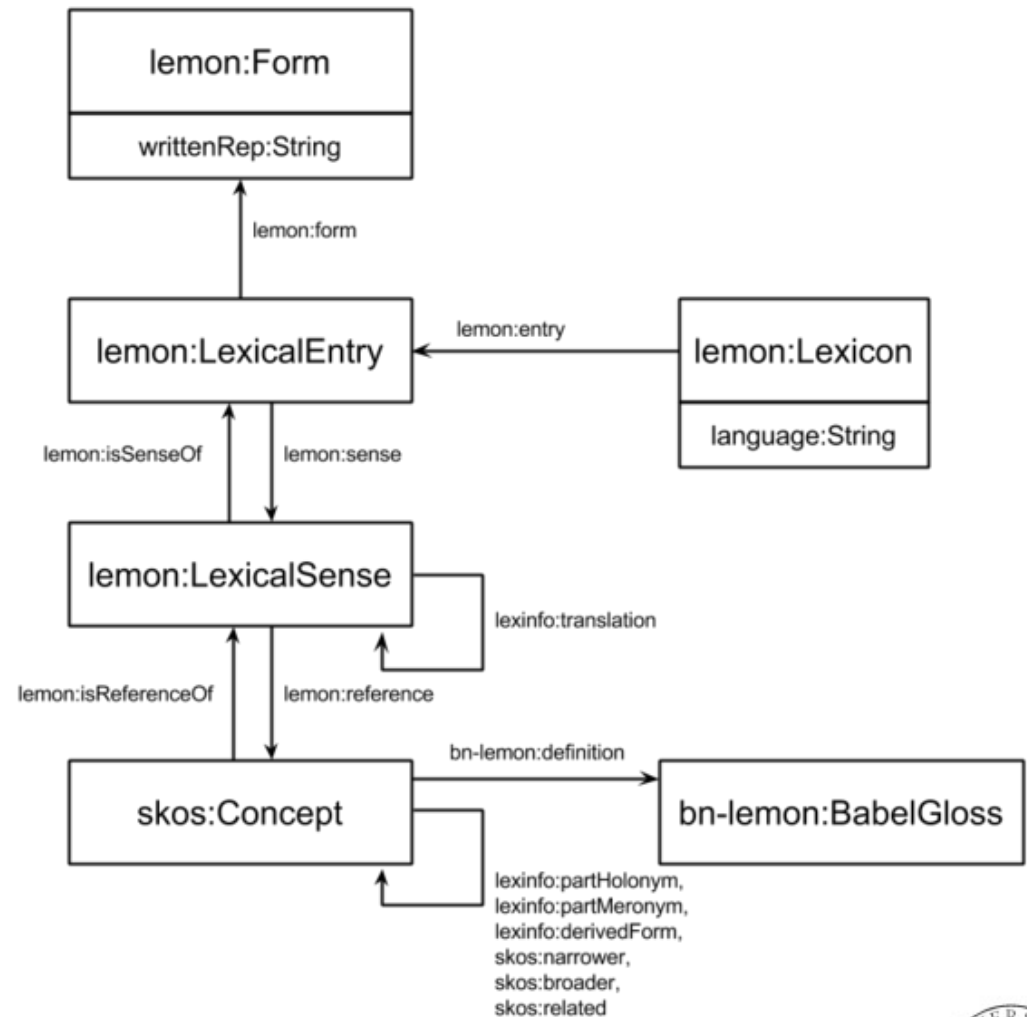 lemon:Form
writtenRep:String
lemon:form
lemon:LexicalEntry
lemon:entry
lemon:Lexicon
language:String
lemon:isSenseOf
lemon:sense
lemon:LexicalSense
lexinfo:translation
lemon:isReferenceOf
lemon:reference
bn-lemon:definition
skos:Concept
bn-lemon:BabelGloss
lexinfo:partHolonym,
lexinfo:partMeronym,
lexinfo:derivedForm,
skos:narrower,
skos:broader,
skos:related